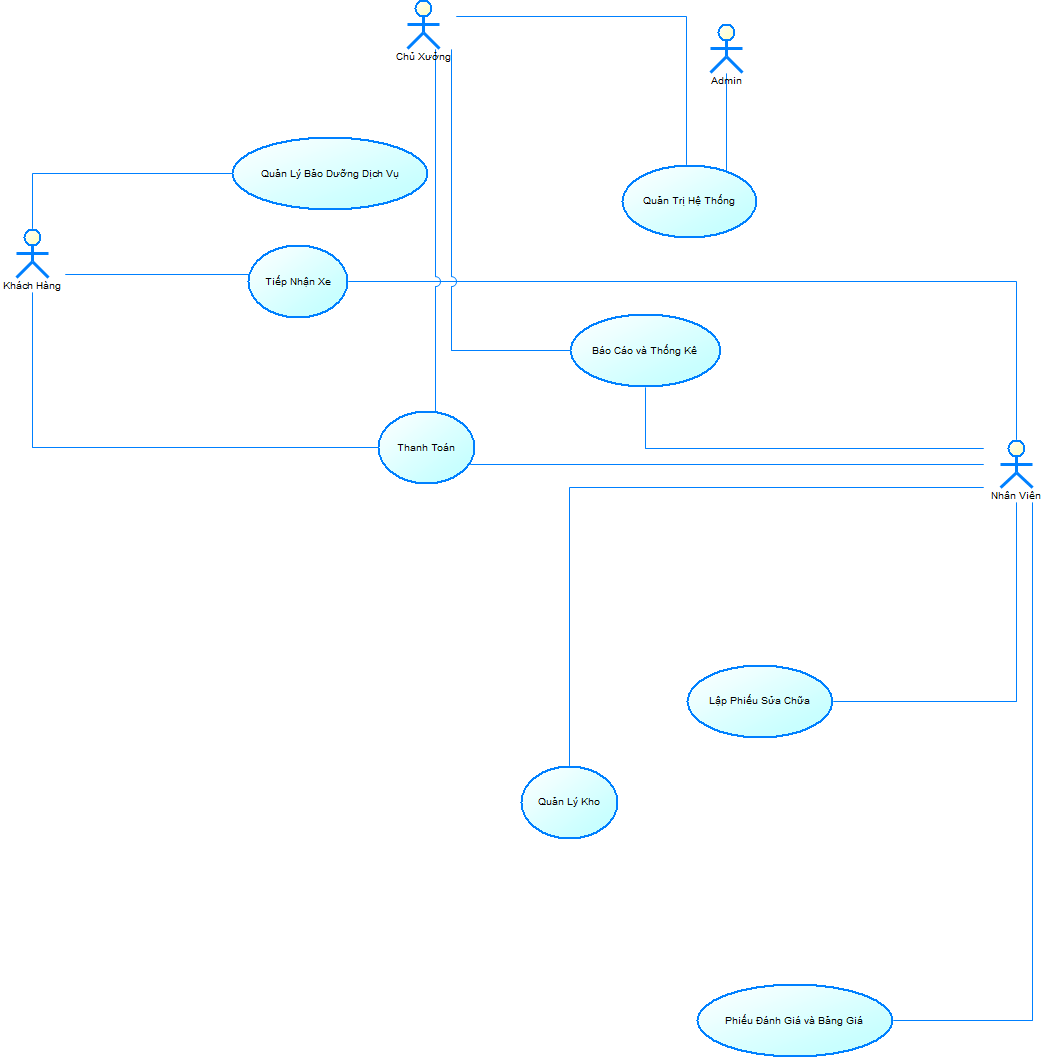 Chủ Xưởng
Admin
Quản Lý Bảo Dưỡng Dịch Vụ
Quản Trị Hệ Thống
Khách Hàng
Tiếp Nhận Xe
Báo Cáo và Thống Kê
Thanh Toán
Nhân Viên
Lập Phiếu Sửa Chữa
Quản Lý Kho
Phiếu Đánh Giá và Bảng Giá